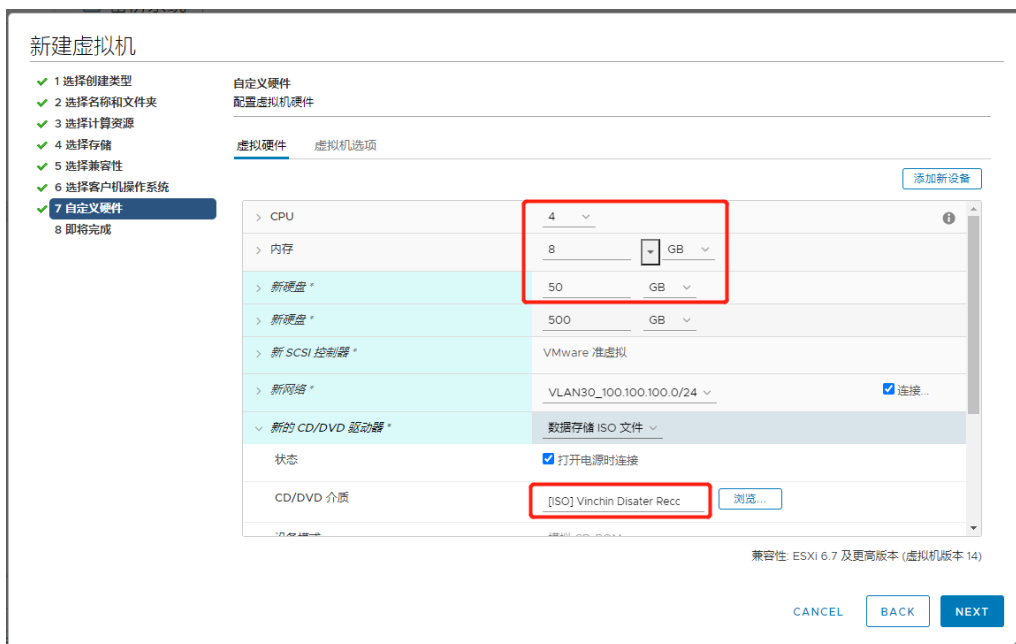 新建虚拟机
1 选择创建类型
2 选择名称和文件夹
3 选择计算资源
4 选择存储
5 选择兼容性
6 选择客户机操作系统
7 自定义硬件
8 即将完成
自定义硬件
配置虚拟机硬件
虚拟硬件 虚拟机选项
添加新设备
CPU 4
内存 8 GB
新硬盘 * 50 GB
新硬盘 * 500 GB
新 SCSI 控制器 * VMware 准虚拟
新网络 * VLAN30_100.100.100.0/24 连接...
新的 CD/DVD 驱动器 * 数据存储 ISO 文件
状态 打开电源时连接
CD/DVD 介质 [ISO] Vinchin Disater Recc 浏览...
兼容性: ESXi 6.7 及更高版本 (虚拟机版本 14)
CANCEL BACK NEXT